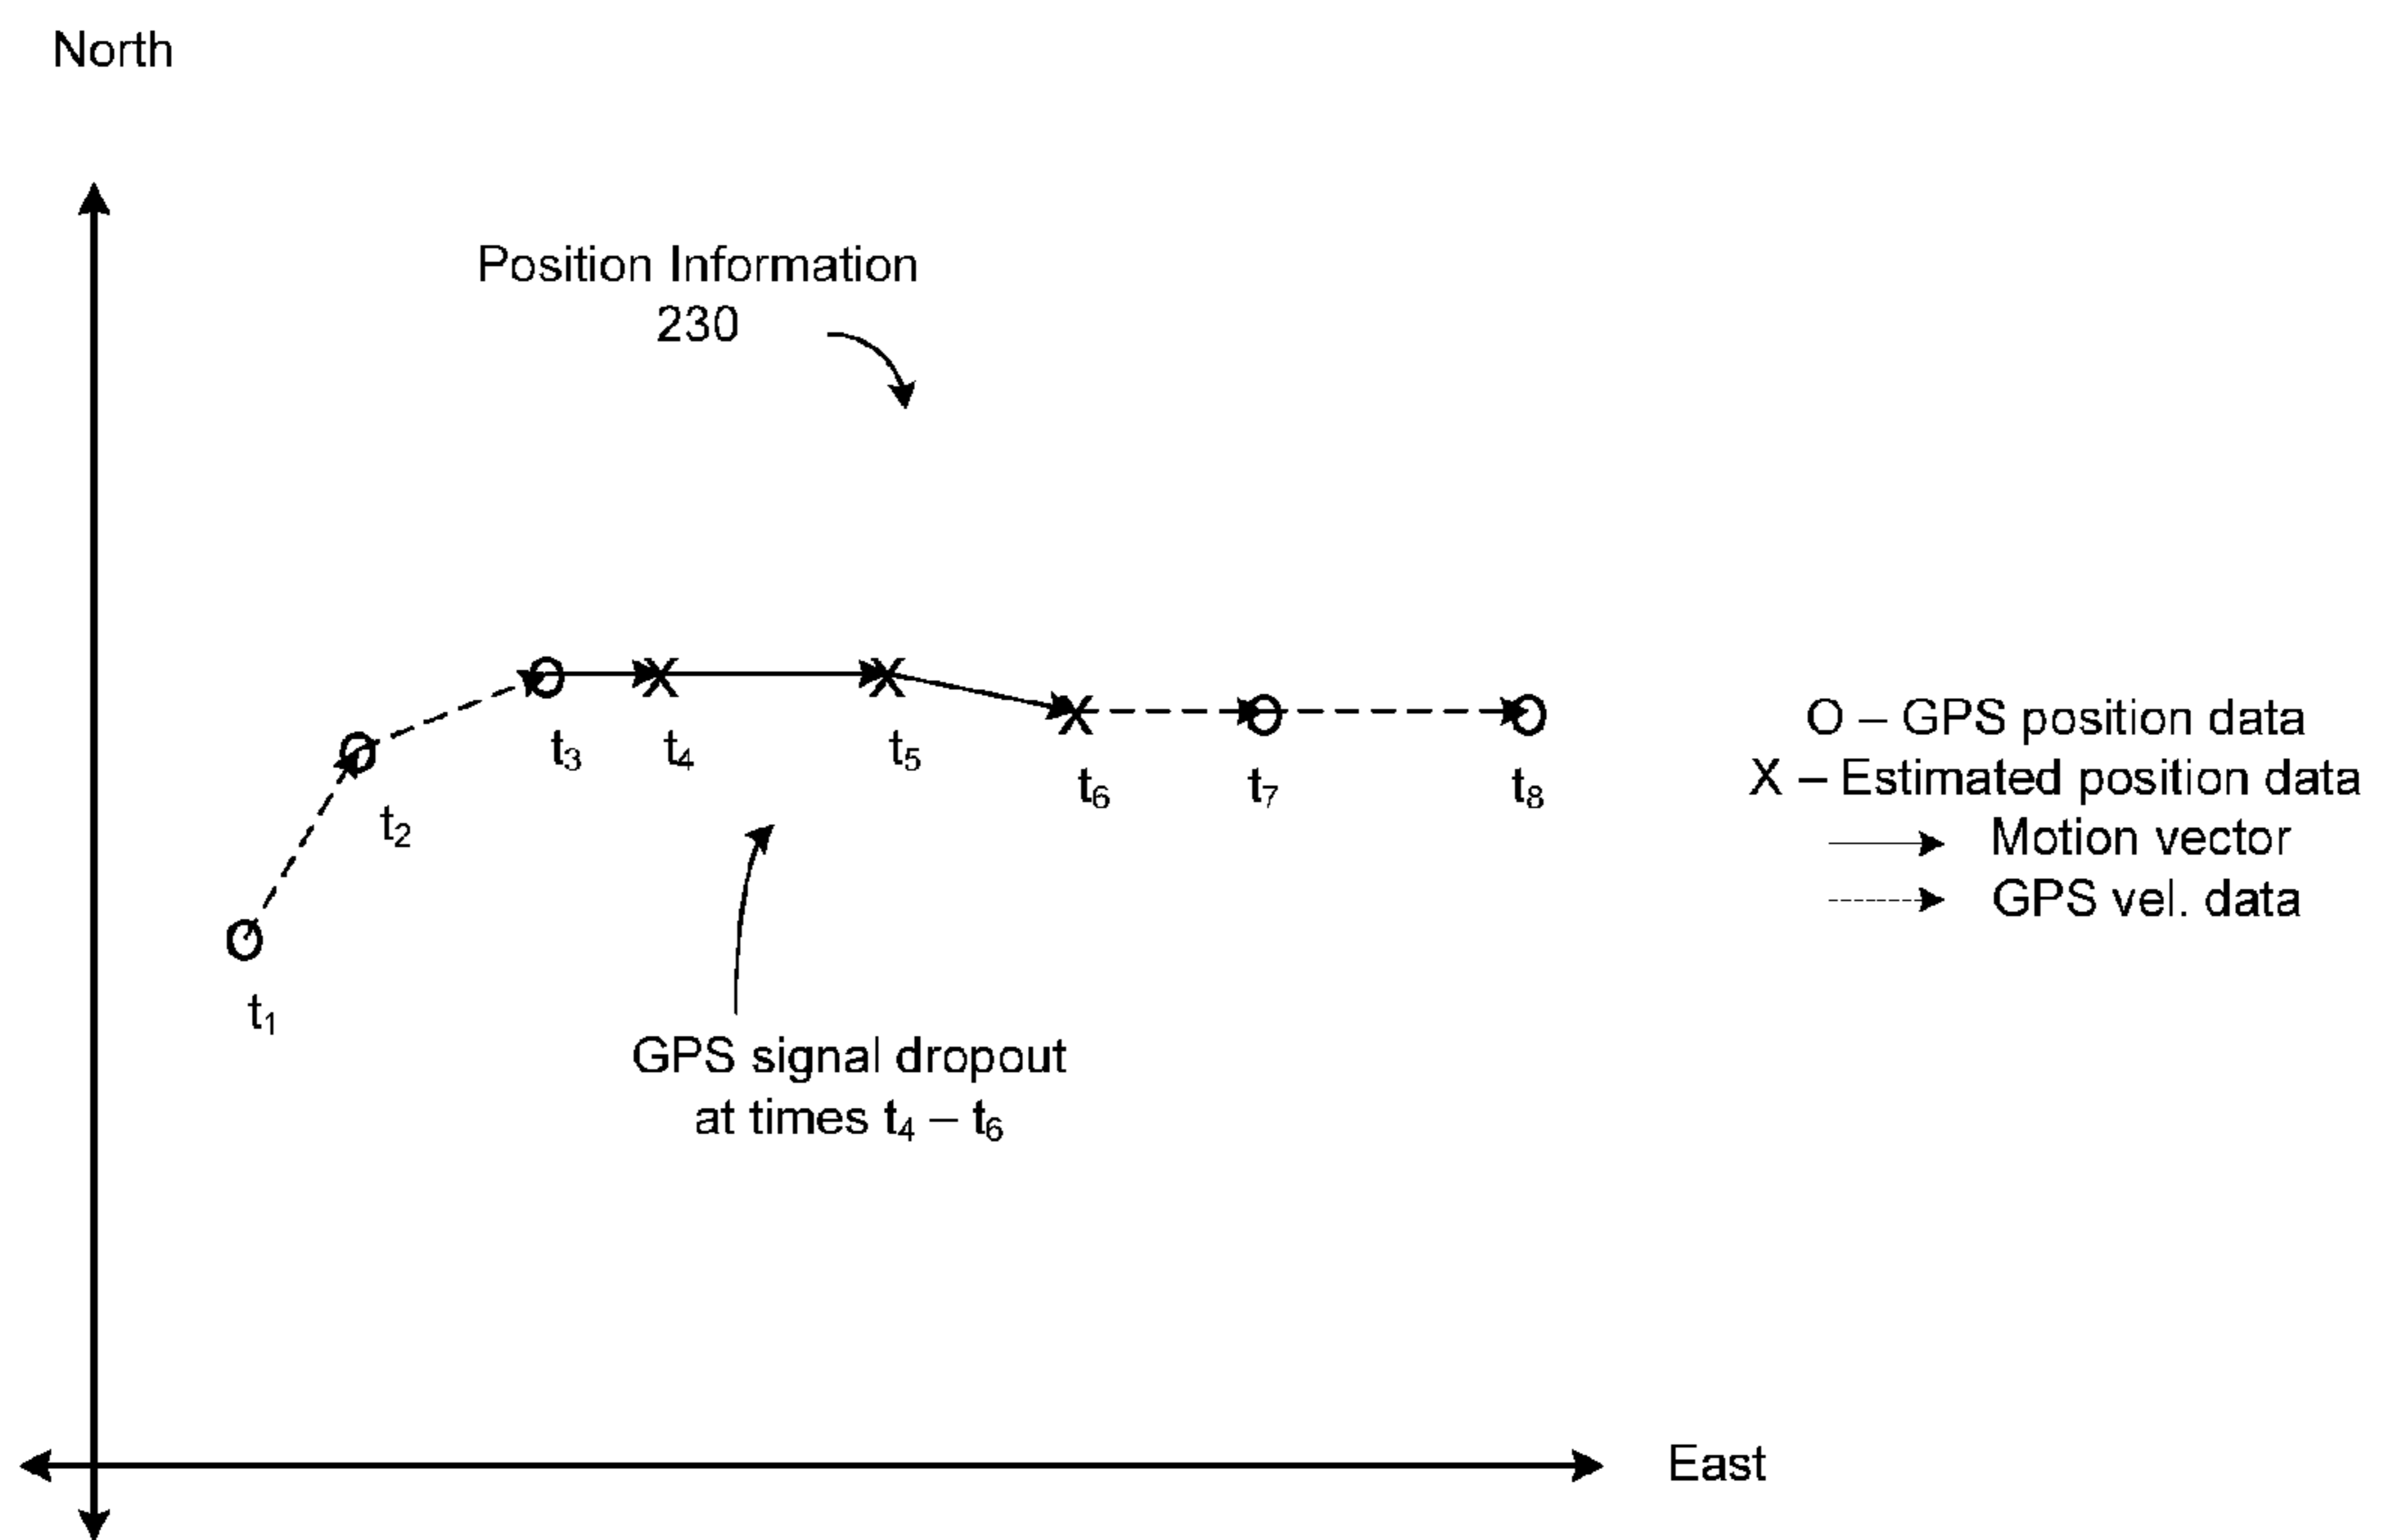 North
Position Information
230
t₃
t₄
t₅
t₆
t₇
t₈
t₂
t₁
O – GPS position data
X – Estimated position data
Motion vector
GPS vel. data
GPS signal dropout
at times t₄ – t₆
East